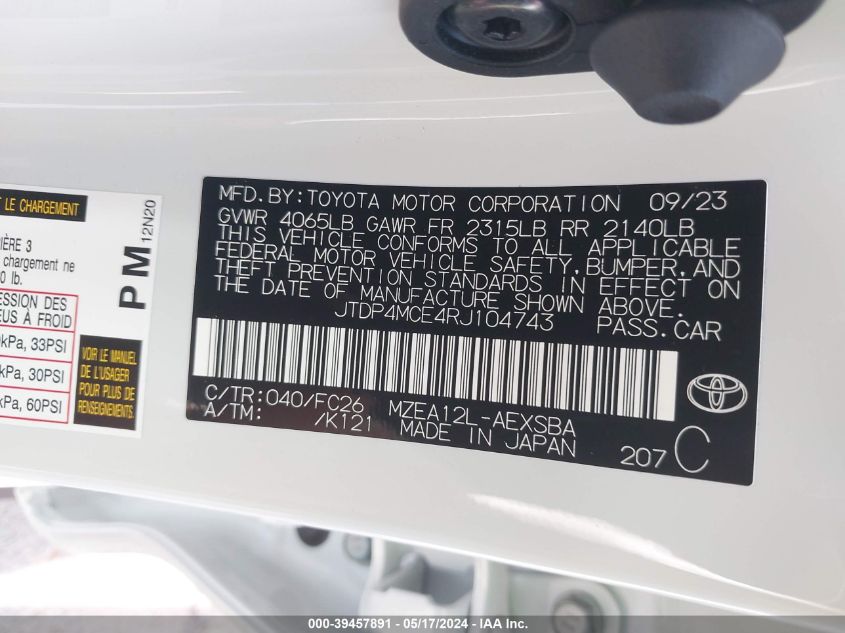 T LE CHARGEMENT
IÈRE 3
chargement ne
0 lb.
ESSION DES
EUS À FROID
kPa, 33PSI
kPa, 30PSI
kPa, 60PSI
PM
12N20
VOIR LE MANUEL
DE L'USAGER
POUR PLUS DE
RENSEIGNEMENTS
MFD. BY: TOYOTA MOTOR CORPORATION 09/23
GVWR 4065LB GAWR FR 2315LB RR 2140LB
THIS VEHICLE CONFORMS TO ALL APPLICABLE
FEDERAL MOTOR VEHICLE SAFETY, BUMPER, AND
THEFT PREVENTION STANDARDS IN EFFECT ON
THE DATE OF MANUFACTURE SHOWN ABOVE.
JTDP4MCE4RJ104743 PASS.CAR
C/TR: 040/FC26 MZEA12L-AEXSBA
A/TM: /K121 MADE IN JAPAN
207 C
000-39457891 - 05/17/2024 - IAA Inc.